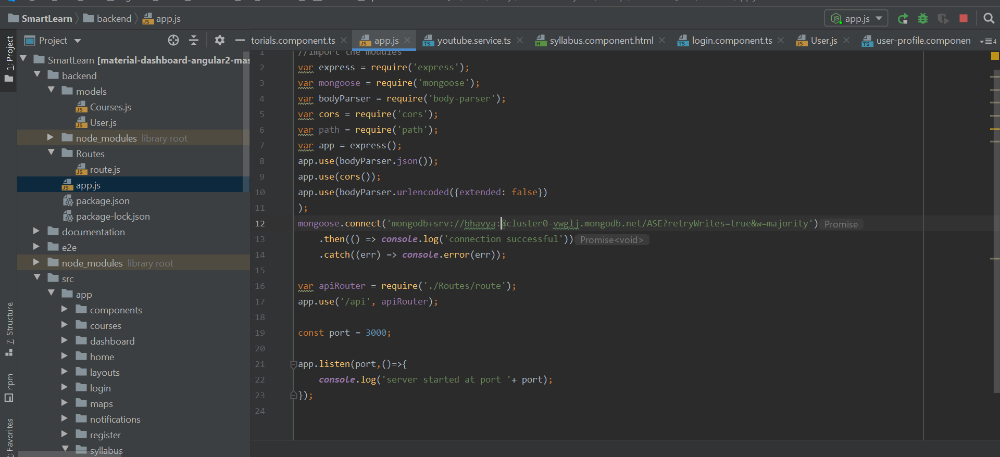 SmartLearn backend app.js app.js
Project torials.component.ts app.js youtube.service.ts syllabus.component.html login.component.ts User.js user-profile.componen 4
1: Project
7: Structure
npm
Favorites
SmartLearn [material-dashboard-angular2-mas
backend
models
Courses.js
User.js
node_modules library root
Routes
route.js
app.js
package.json
package-lock.json
documentation
e2e
node_modules library root
src
app
components
courses
dashboard
home
layouts
login
maps
notifications
register
syllabus
1 //import the modules
2 var express = require('express');
3 var mongoose = require('mongoose');
4 var bodyParser = require('body-parser');
5 var cors = require('cors');
6 var path = require('path');
7 var app = express();
8 app.use(bodyParser.json());
9 app.use(cors());
10 app.use(bodyParser.urlencoded({extended: false})
11 );
12 mongoose.connect('mongodb+srv://bhavya:@cluster0-vwglj.mongodb.net/ASE?retryWrites=true&w=majority') Promise
13 .then(() => console.log('connection successful')) Promise<void>
14 .catch((err) => console.error(err));
15
16 var apiRouter = require('./Routes/route');
17 app.use('/api', apiRouter);
18
19 const port = 3000;
20
21 app.listen(port,()=>{
22 console.log('server started at port '+ port);
23 });
24